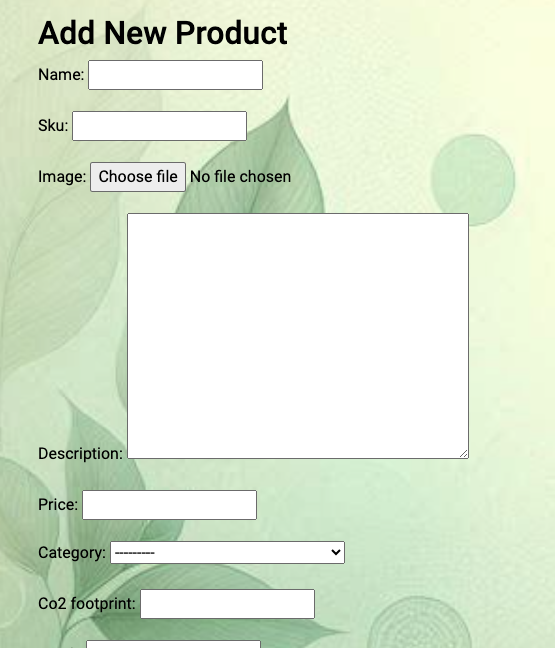 Add New Product
Name:
Sku:
Image: Choose file No file chosen
Description:
Price:
Category: ---------
Co2 footprint: